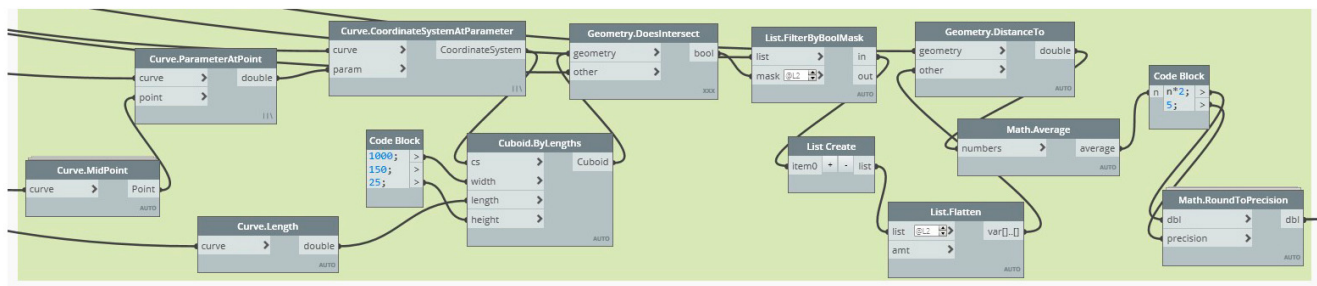 Curve.ParameterAtPoint
curve > double
point >
|||\
Curve.MidPoint
curve > Point
AUTO
Curve.Length
curve > double
AUTO
Curve.CoordinateSystemAtParameter
curve > CoordinateSystem
param >
||\
Code Block
1000; >
150; >
25; >
Cuboid.ByLengths
cs > Cuboid
width >
length >
height >
AUTO
Geometry.DoesIntersect
geometry > bool
other >
xxx
List.FilterByBoolMask
list > in
mask @L2 > out
AUTO
List Create
item0 + - list
List.Flatten
list @L2 > var[]..[]
amt >
AUTO
Geometry.DistanceTo
geometry > double
other >
AUTO
Math.Average
numbers > average
AUTO
Code Block
n n*2; >
5; >
Math.RoundToPrecision
dbl > dbl
precision >
AUTO